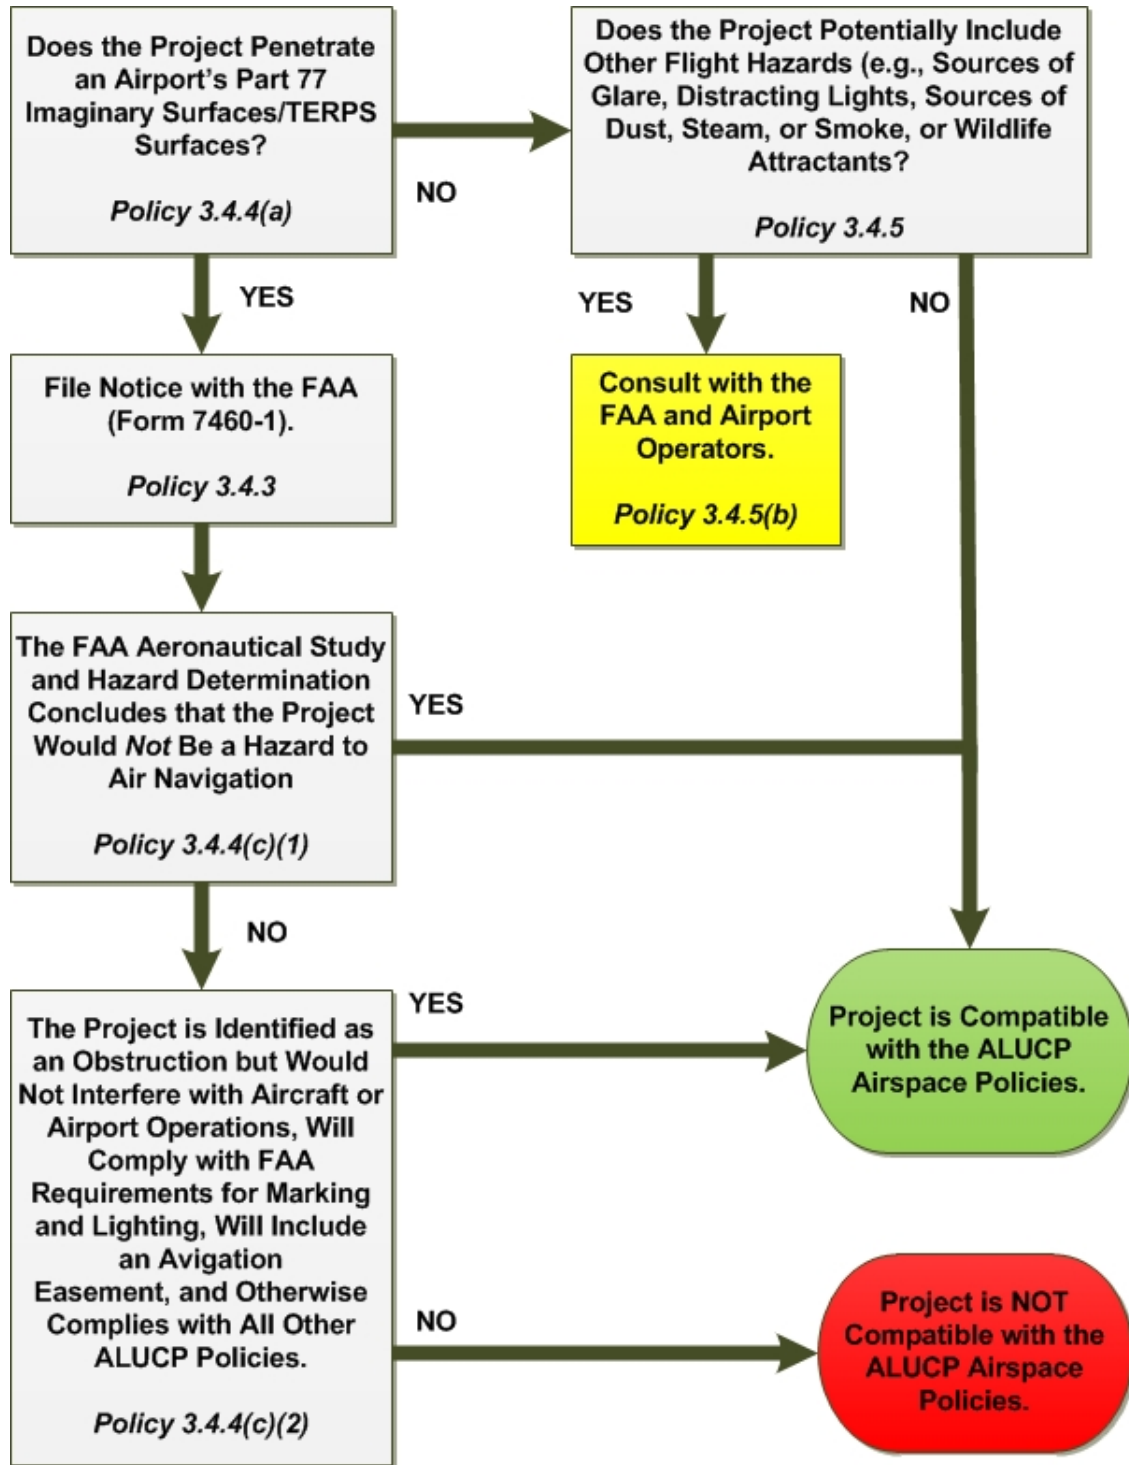 Does the Project Penetrate
an Airport's Part 77
Imaginary Surfaces/TERPS
Surfaces?
Policy 3.4.4(a)
NO
Does the Project Potentially Include
Other Flight Hazards (e.g., Sources of
Glare, Distracting Lights, Sources of
Dust, Steam, or Smoke, or Wildlife
Attractants?
Policy 3.4.5
YES
YES
NO
File Notice with the FAA
(Form 7460-1).
Policy 3.4.3
Consult with the
FAA and Airport
Operators.
Policy 3.4.5(b)
The FAA Aeronautical Study
and Hazard Determination
Concludes that the Project
Would Not Be a Hazard to
Air Navigation
Policy 3.4.4(c)(1)
YES
NO
The Project is Identified as
an Obstruction but Would
Not Interfere with Aircraft or
Airport Operations, Will
Comply with FAA
Requirements for Marking
and Lighting, Will Include
an Avigation
Easement, and Otherwise
Complies with All Other
ALUCP Policies.
Policy 3.4.4(c)(2)
YES
Project is Compatible
with the ALUCP
Airspace Policies.
NO
Project is NOT
Compatible with the
ALUCP Airspace
Policies.